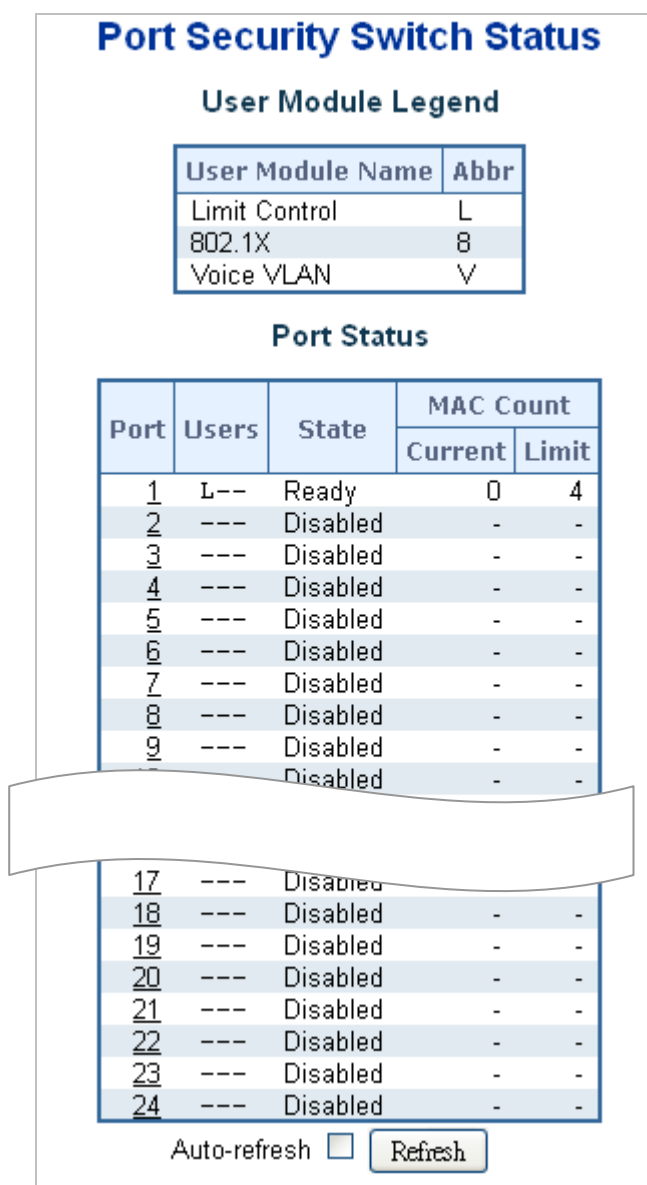 Port Security Switch Status
User Module Legend
User Module Name Abbr
Limit Control L
802.1X 8
Voice VLAN V
Port Status
Port Users State MAC Count
Current Limit
1 L-- Ready 0 4
2 --- Disabled - -
3 --- Disabled - -
4 --- Disabled - -
5 --- Disabled - -
6 --- Disabled - -
7 --- Disabled - -
8 --- Disabled - -
9 --- Disabled - -
Disabled - -
17 --- Disabled
18 --- Disabled - -
19 --- Disabled - -
20 --- Disabled - -
21 --- Disabled - -
22 --- Disabled - -
23 --- Disabled - -
24 --- Disabled - -
Auto-refresh Refresh